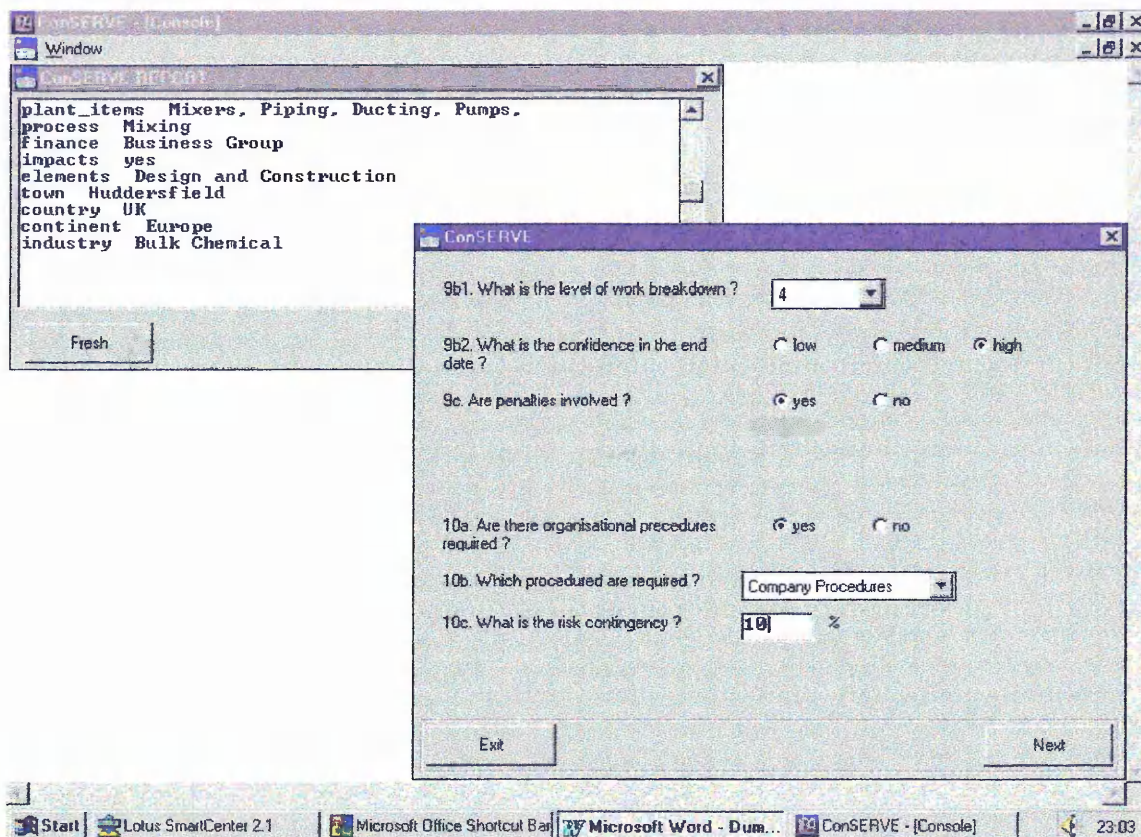 ConSERVE - [Console]
Window
ConSERVE REPORT
plant_items Mixers, Piping, Ducting, Pumps,
process Mixing
finance Business Group
impacts yes
elements Design and Construction
town Huddersfield
country UK
continent Europe
industry Bulk Chemical
Fresh
ConSERVE
9b1. What is the level of work breakdown ? 4
9b2. What is the confidence in the end
date ?
low medium high
9c. Are penalties involved ? yes no
10a. Are there organisational precedures
required ?
yes no
10b. Which procedured are required ? Company Procedures
10c. What is the risk contingency ? 10 %
Exit Next
Start Lotus SmartCenter 2.1 Microsoft Office Shortcut Bar Microsoft Word - Dum... ConSERVE - [Console] 23:03